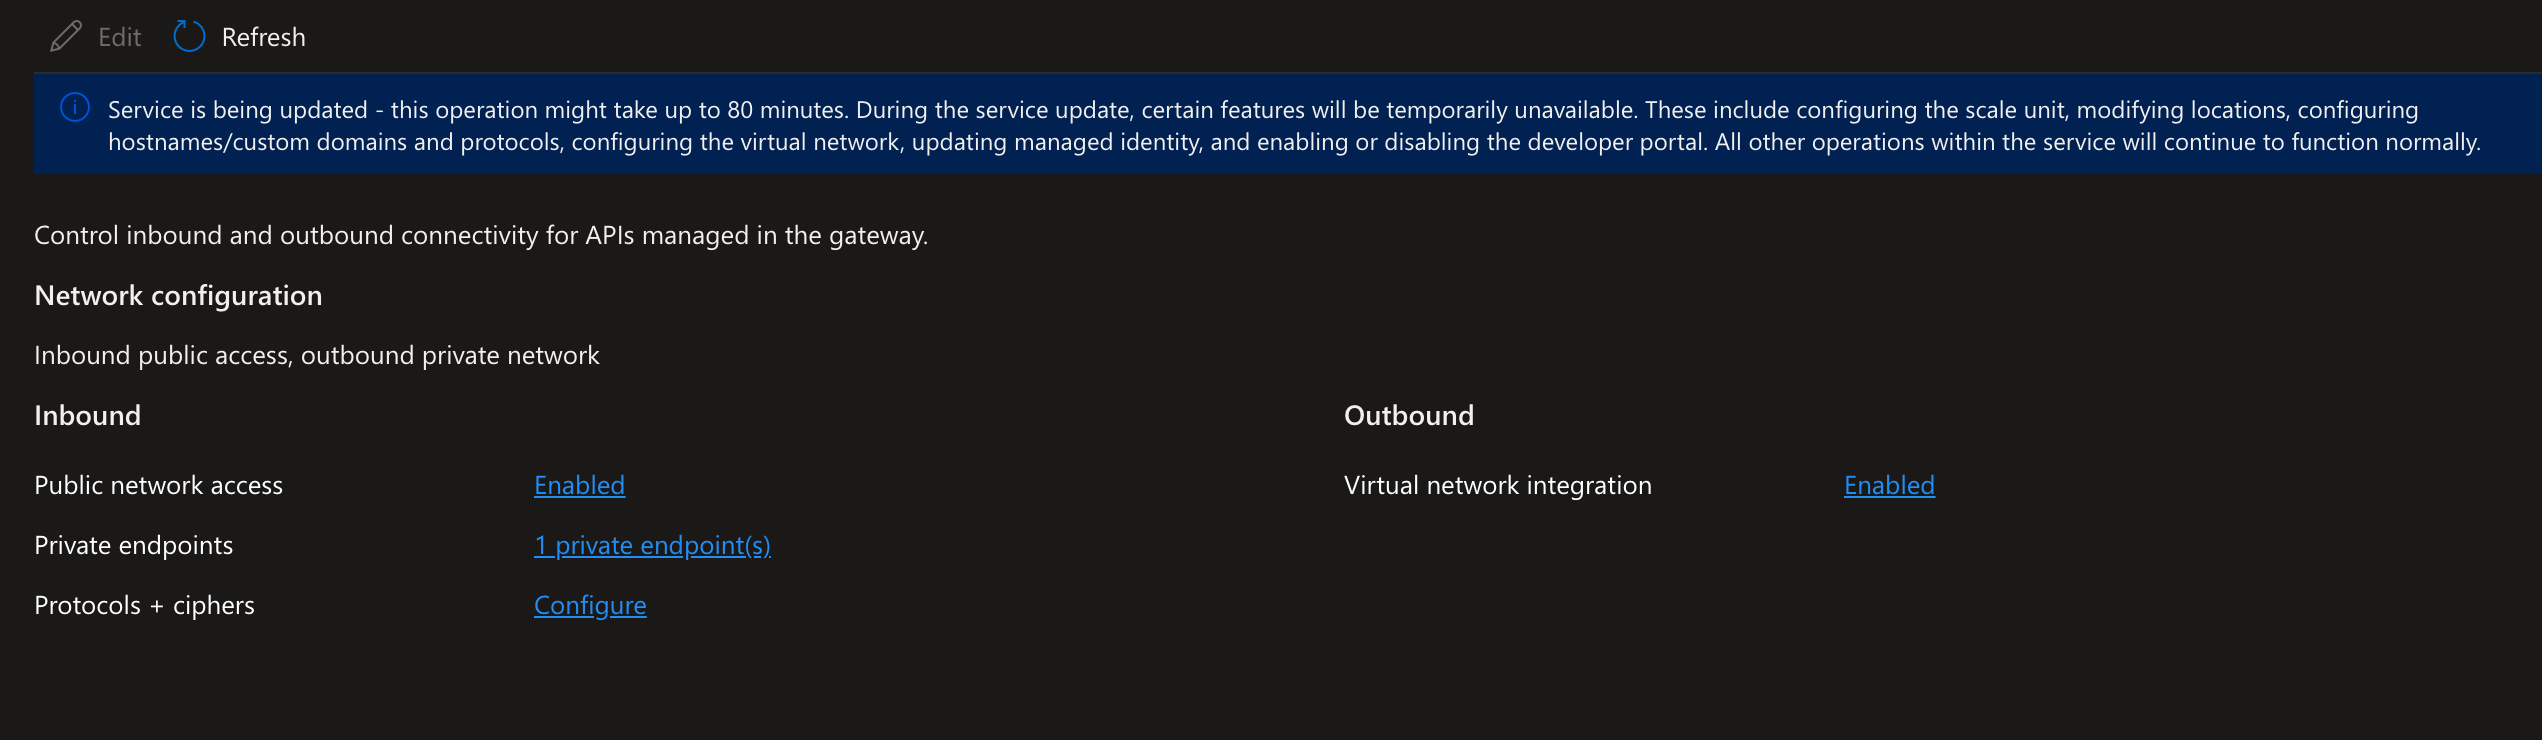 Edit Refresh
Service is being updated - this operation might take up to 80 minutes. During the service update, certain features will be temporarily unavailable. These include configuring the scale unit, modifying locations, configuring
hostnames/custom domains and protocols, configuring the virtual network, updating managed identity, and enabling or disabling the developer portal. All other operations within the service will continue to function normally.
Control inbound and outbound connectivity for APIs managed in the gateway.
Network configuration
Inbound public access, outbound private network
Inbound
Public network access Enabled
Private endpoints 1 private endpoint(s)
Protocols + ciphers Configure
Outbound
Virtual network integration Enabled